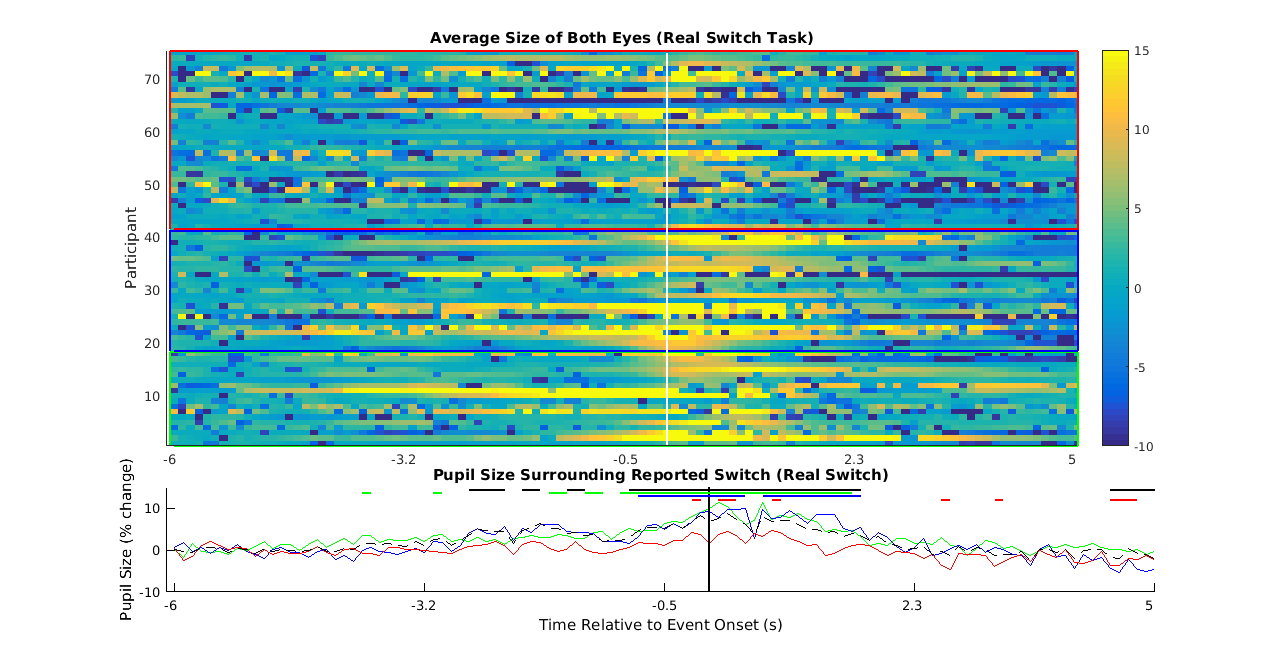 Average Size of Both Eyes (Real Switch Task)
Participant
70
60
50
40
30
20
10
-6 -3.2 -0.5 2.3 5
15
10
5
0
-5
-10
Pupil Size Surrounding Reported Switch (Real Switch)
Pupil Size (% change)
10
0
-10
-6 -3.2 -0.5 2.3 5
Time Relative to Event Onset (s)